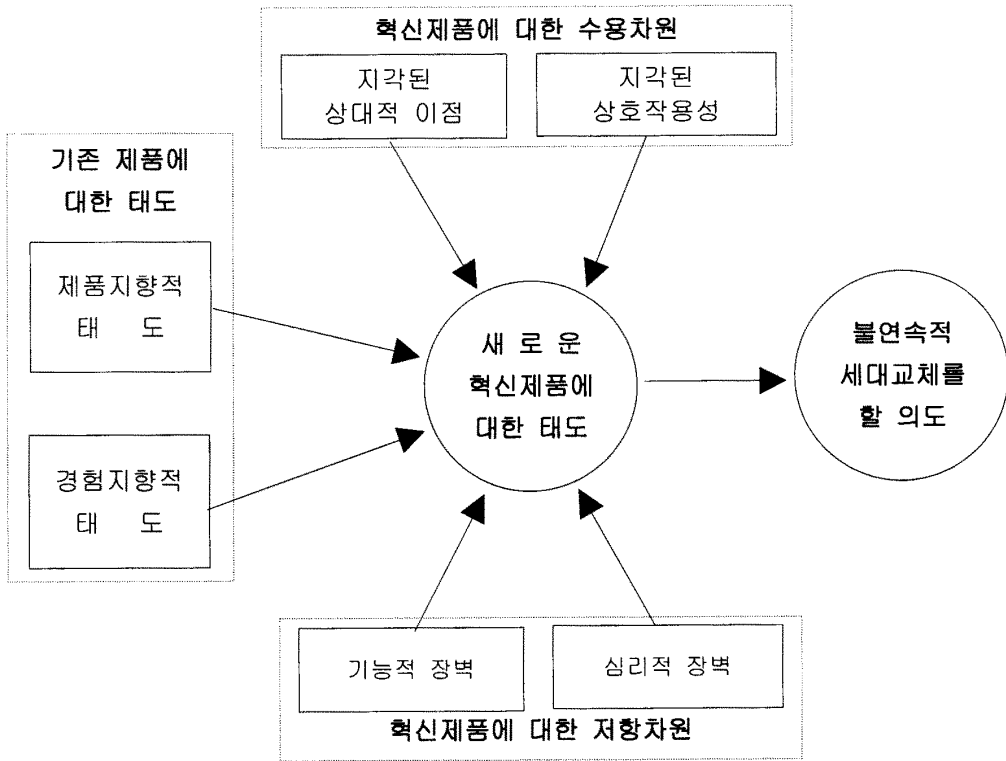 혁신제품에 대한 수용차원
지각된
상대적 이점
지각된
상호작용성
기존 제품에
대한 태도
제품지향적
태 도
경험지향적
태 도
새 로 운
혁신제품에
대한 태도
불연속적
세대교체를
할 의도
기능적 장벽
심리적 장벽
혁신제품에 대한 저항차원